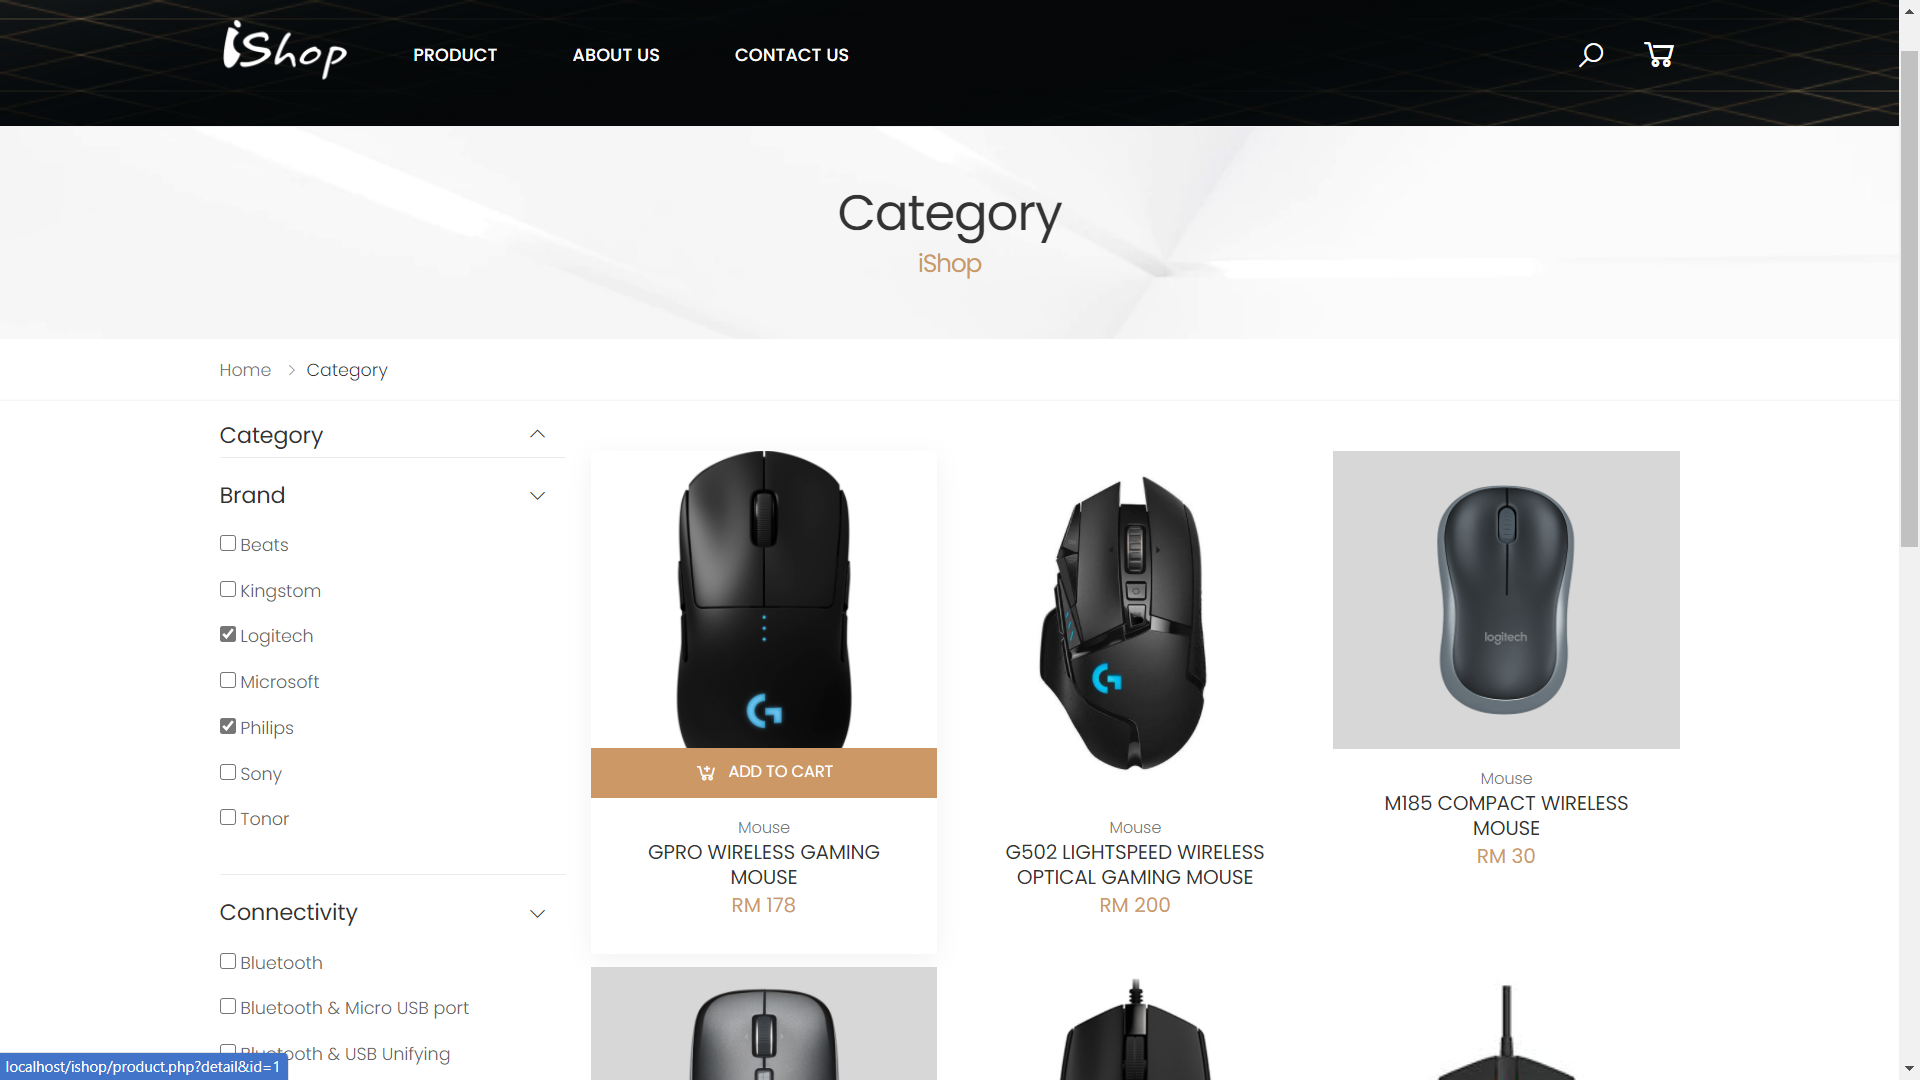 iShop
PRODUCT
ABOUT US
CONTACT US
Category
iShop
Home > Category
Category
Brand
Beats
Kingstom
Logitech
Microsoft
Philips
Sony
Tonor
Connectivity
Bluetooth
Bluetooth & Micro USB port
Bluetooth & USB Unifying
ADD TO CART
Mouse
GPRO WIRELESS GAMING
MOUSE
RM 178
Mouse
G502 LIGHTSPEED WIRELESS
OPTICAL GAMING MOUSE
RM 200
logitech
Mouse
M185 COMPACT WIRELESS
MOUSE
RM 30
localhost/ishop/product.php?detail&id=1